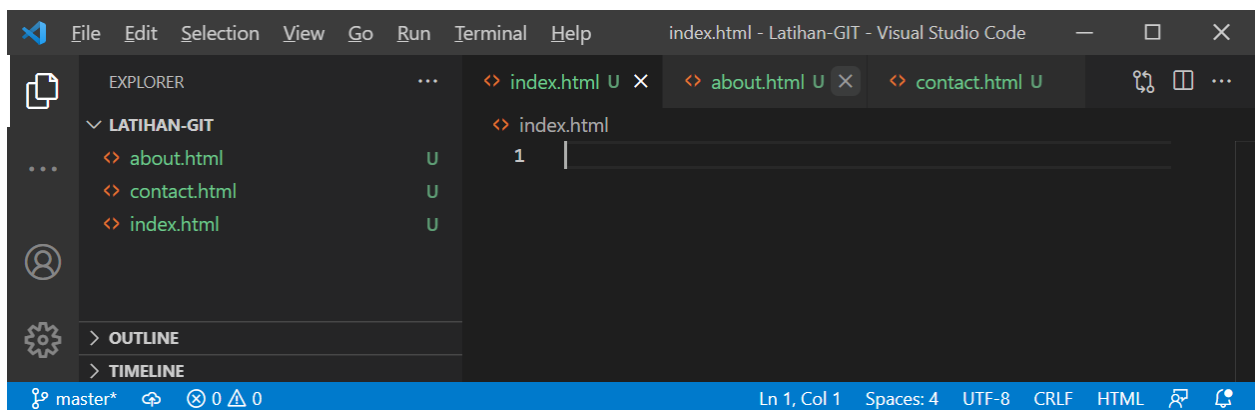 File Edit Selection View Go Run Terminal Help index.html - Latihan-GIT - Visual Studio Code
EXPLORER
index.html U about.html U contact.html U
LATIHAN-GIT
index.html
about.html U
1
contact.html U
index.html U
OUTLINE
TIMELINE
master* 0 0 Ln 1, Col 1 Spaces: 4 UTF-8 CRLF HTML